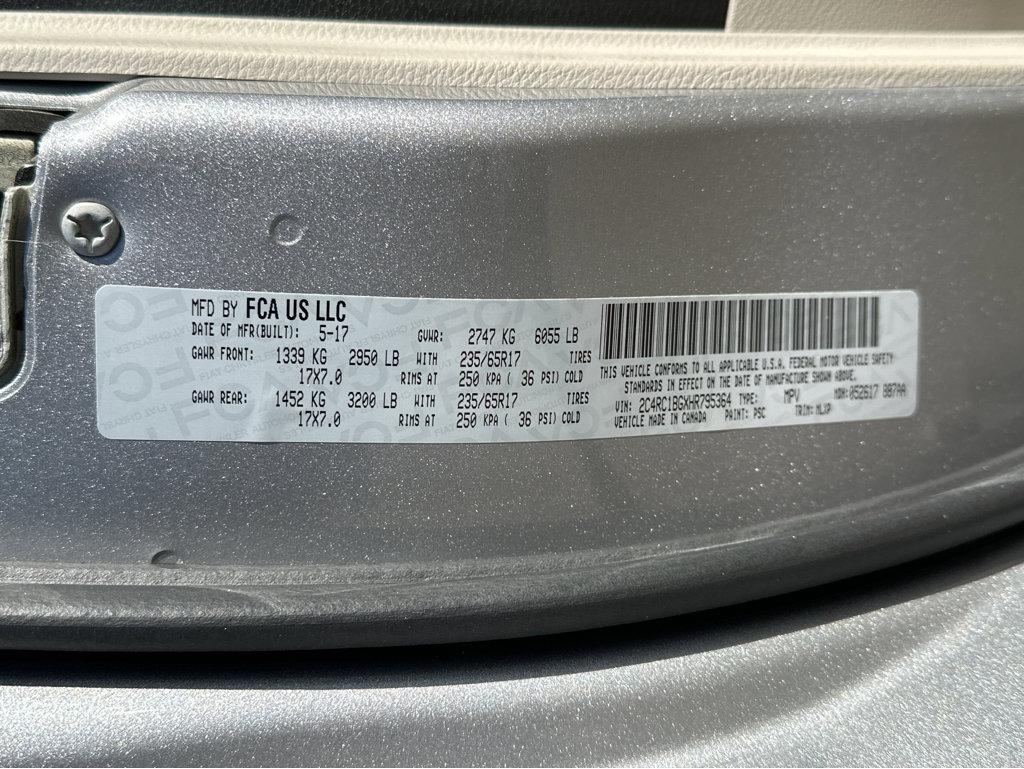 MFD BY FCA US LLC
DATE OF MFR(BUILT): 5-17 GVWR: 2747 KG 6055 LB
GAWR FRONT: 1339 KG 2950 LB WITH 235/65R17 TIRES
17X7.0 RIMS AT 250 KPA ( 36 PSI) COLD
GAWR REAR: 1452 KG 3200 LB WITH 235/65R17 TIRES
17X7.0 RIMS AT 250 KPA ( 36 PSI) COLD
THIS VEHICLE CONFORMS TO ALL APPLICABLE U.S.A. FEDERAL MOTOR VEHICLE SAFETY
STANDARDS IN EFFECT ON THE DATE OF MANUFACTURE SHOWN ABOVE.
VIN: 2C4RC1BGXHR795364 TYPE: MPV MDH:052617 087AA
VEHICLE MADE IN CANADA PAINT: PSC TRIM: